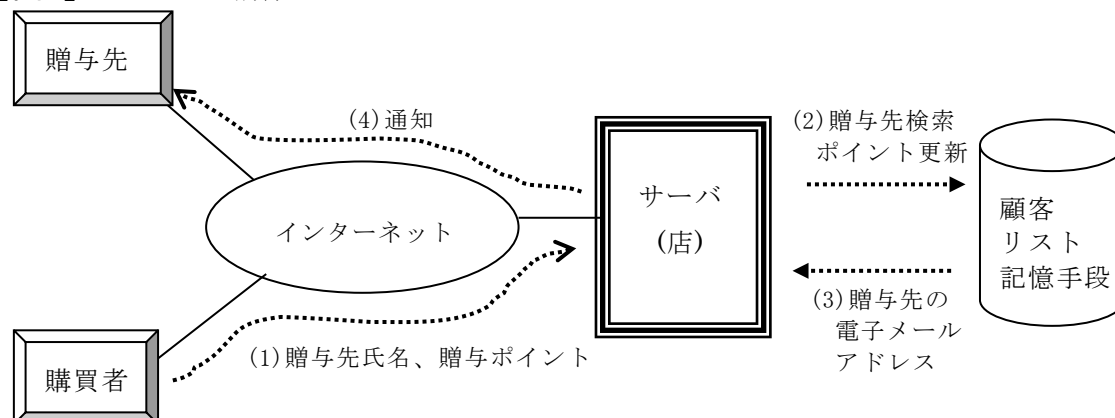 贈与先
(4)通知
(2)贈与先検索
ポイント更新
サーバ
(店)
インターネット
顧客
リスト
記憶手段
(3)贈与先の
電子メール
アドレス
(1)贈与先氏名、贈与ポイント
購買者